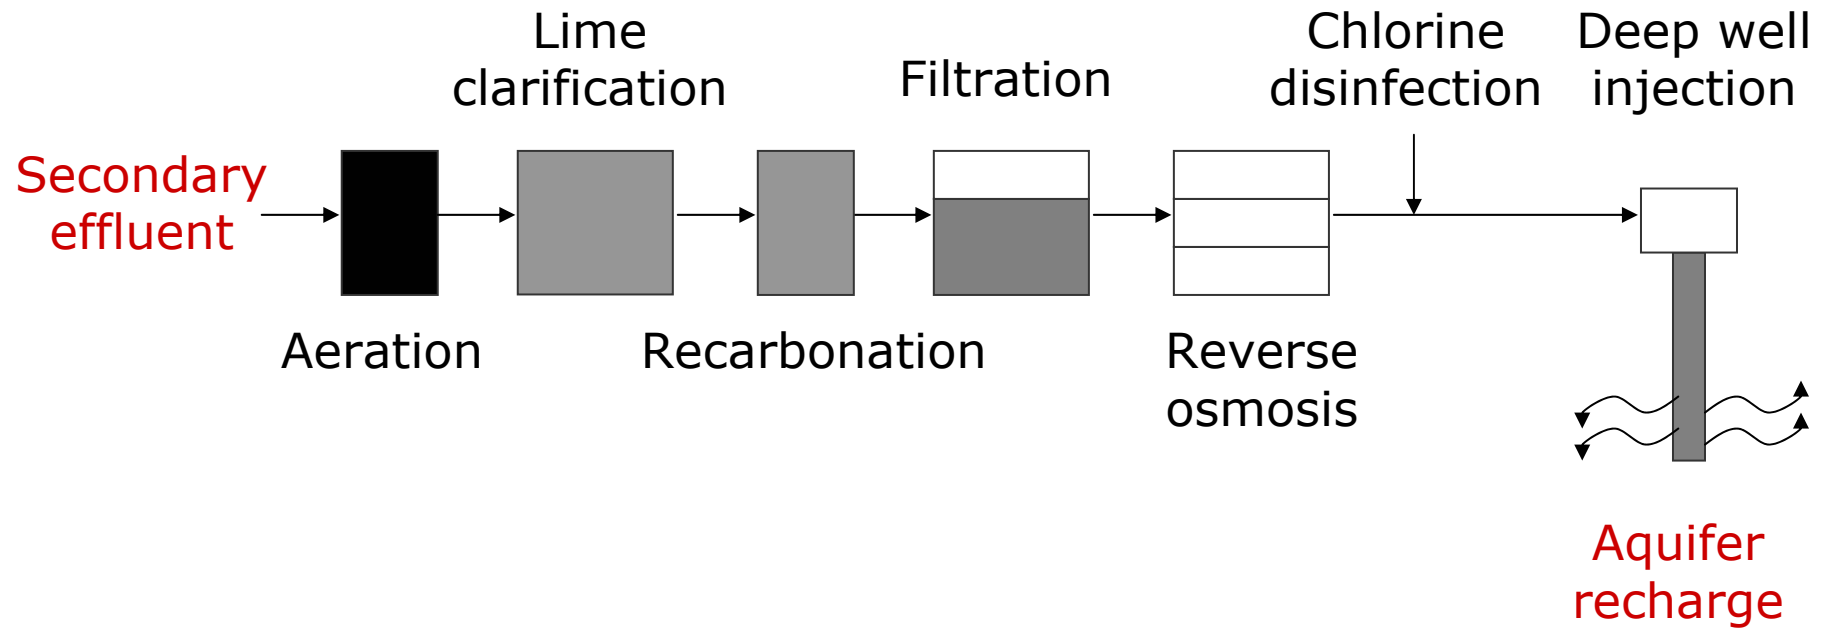 Secondary
effluent
Aeration
Lime
clarification
Recarbonation
Filtration
Reverse
osmosis
Chlorine
disinfection
Deep well
injection
Aquifer
recharge